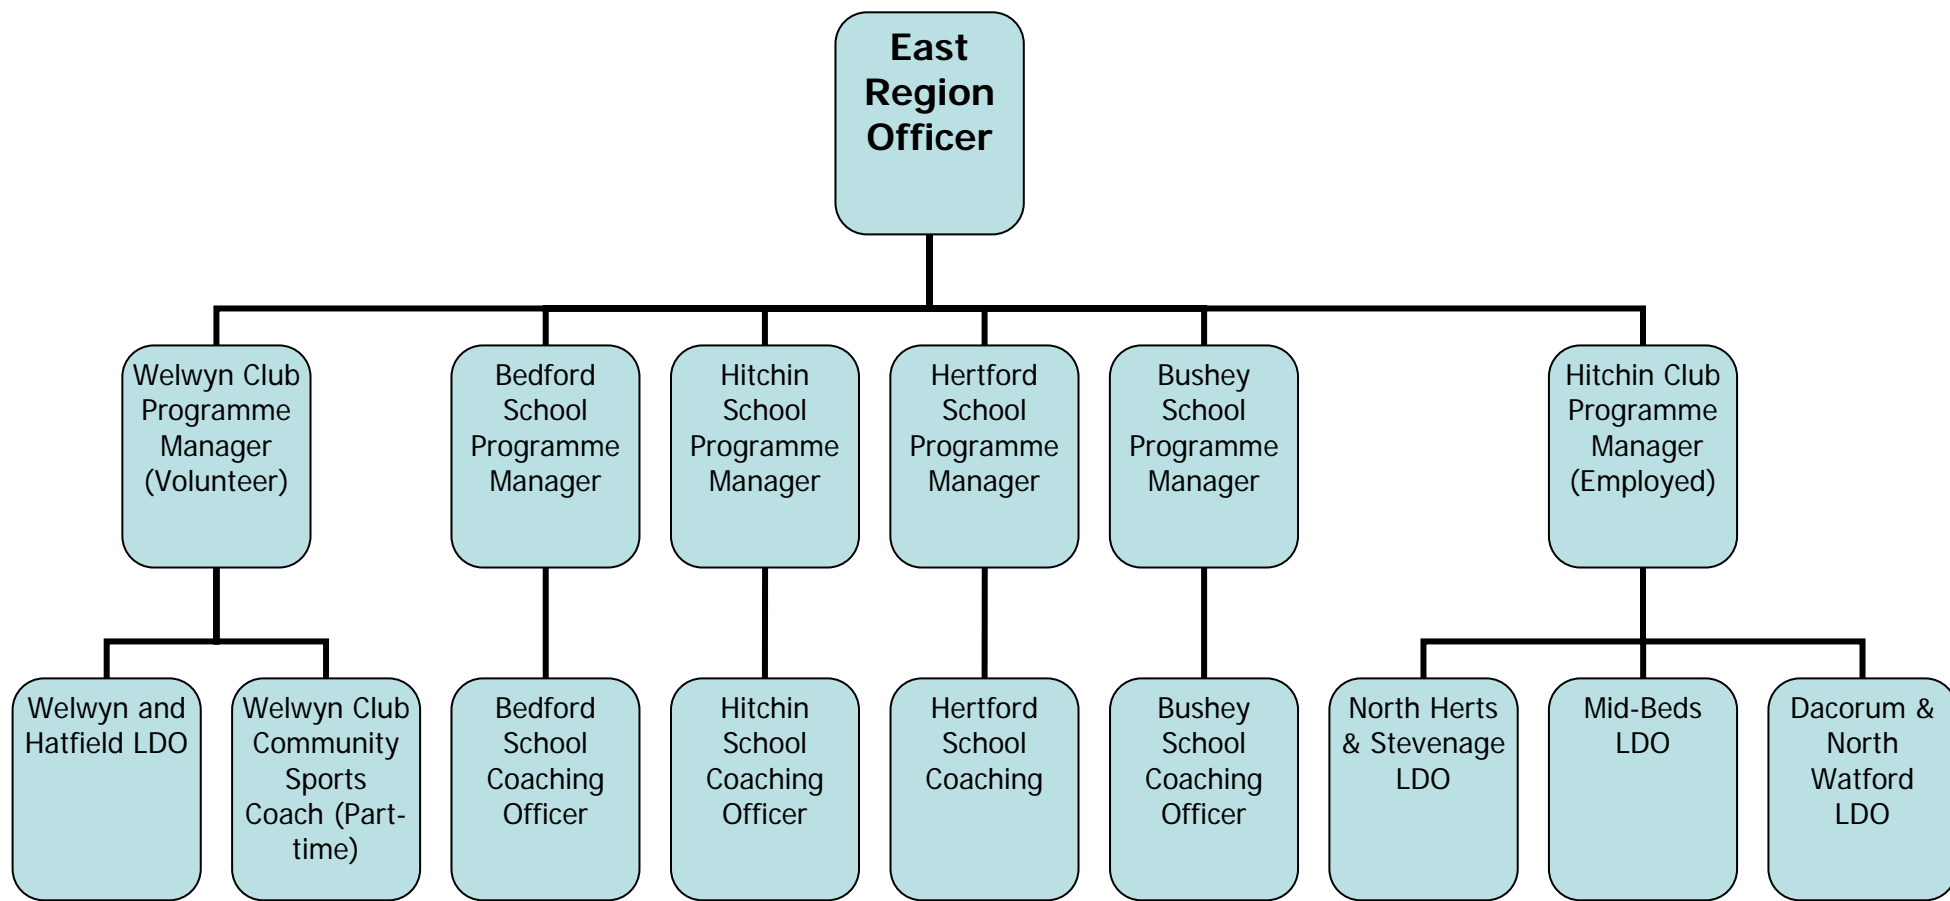 East
Region
Officer
Welwyn Club
Programme
Manager
(Volunteer)
Bedford
School
Programme
Manager
Hitchin
School
Programme
Manager
Hertford
School
Programme
Manager
Bushey
School
Programme
Manager
Hitchin Club
Programme
Manager
(Employed)
Welwyn and
Hatfield LDO
Welwyn Club
Community
Sports
Coach (Part-
time)
Bedford
School
Coaching
Officer
Hitchin
School
Coaching
Officer
Hertford
School
Coaching
Bushey
School
Coaching
Officer
North Herts
& Stevenage
LDO
Mid-Beds
LDO
Dacorum &
North
Watford
LDO